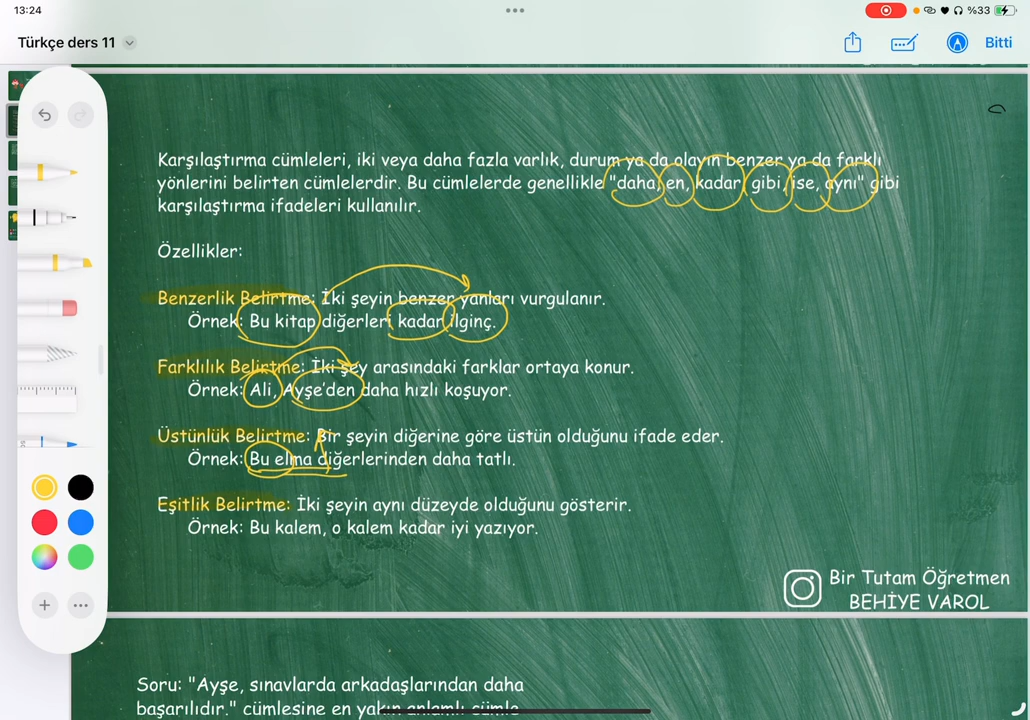 13:24
%33
Türkçe ders 11
Bitti
Karşılaştırma cümleleri, iki veya daha fazla varlık, durum ya da olayın benzer ya da farklı
yönlerini belirten cümlelerdir. Bu cümlelerde genellikle "daha, en, kadar, gibi, ise, aynı" gibi
karşılaştırma ifadeleri kullanılır.
Özellikler:
Benzerlik Belirtme: İki şeyin benzer yanları vurgulanır.
Örnek: Bu kitap diğerleri kadar ilginç.
Farklılık Belirtme: İki şey arasındaki farklar ortaya konur.
Örnek: Ali, Ayşe'den daha hızlı koşuyor.
Üstünlük Belirtme: Bir şeyin diğerine göre üstün olduğunu ifade eder.
Örnek: Bu elma diğerlerinden daha tatlı.
Eşitlik Belirtme: İki şeyin aynı düzeyde olduğunu gösterir.
Örnek: Bu kalem, o kalem kadar iyi yazıyor.
Bir Tutam Öğretmen
BEHİYE VAROL
Soru: "Ayşe, sınavlarda arkadaşlarından daha
başarılıdır." cümlesine en yakın anlamlı cümle